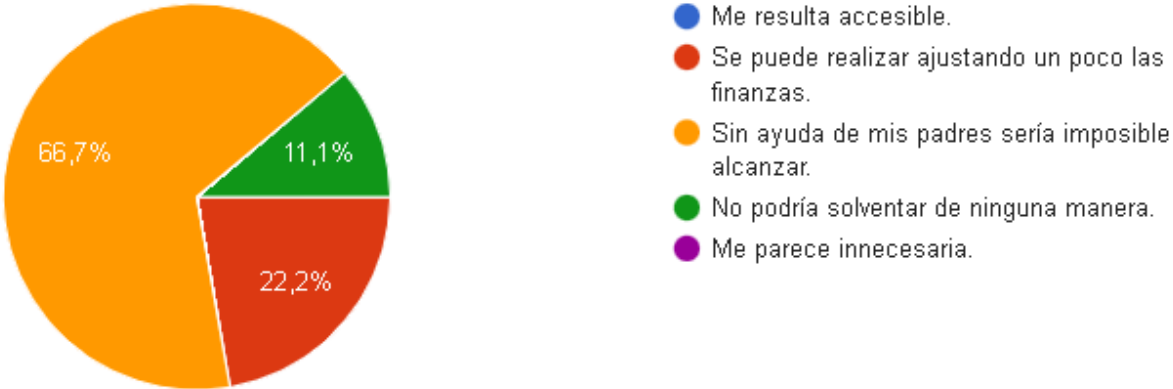 66,7%
11,1%
22,2%
Me resulta accesible.
Se puede realizar ajustando un poco las
finanzas.
Sin ayuda de mis padres sería imposible
alcanzar.
No podría solventar de ninguna manera.
Me parece innecesaria.